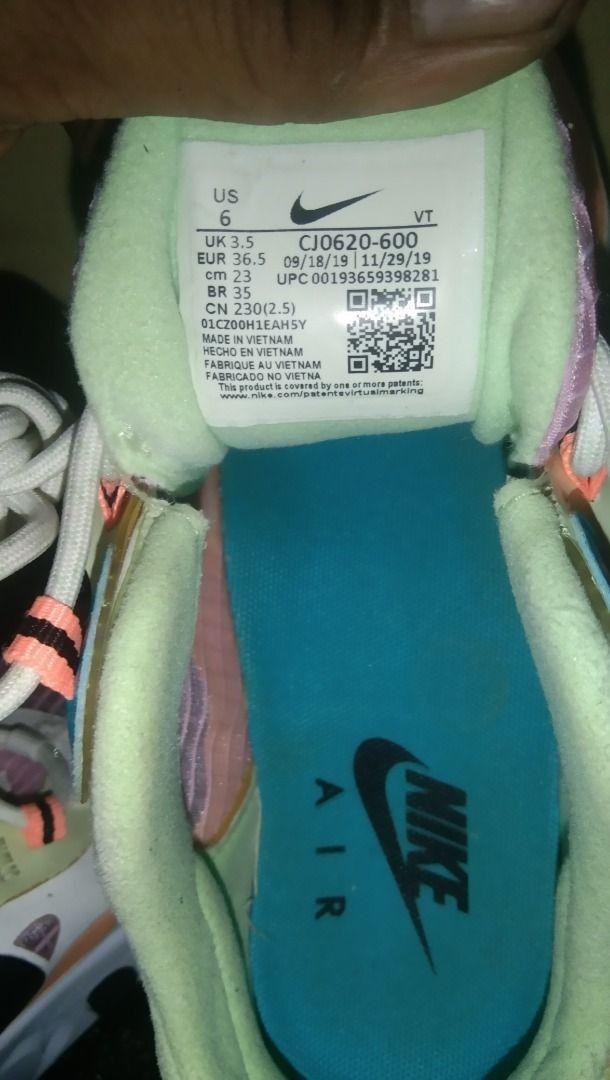 US
6
VT
UK 3.5
EUR 36.5
cm 23
BR 35
CN 230(2.5)
CJ0620-600
09/18/19 | 11/29/19
UPC 00193659398281
01CZ00H1EAH5Y
MADE IN VIETNAM
HECHO EN VIETNAM
FABRIQUE AU VIETNAM
FABRICADO NO VIETNA
This product is covered by one or more patents:
www.nike.com/patentsvirtualmarking
NIKE
AIR